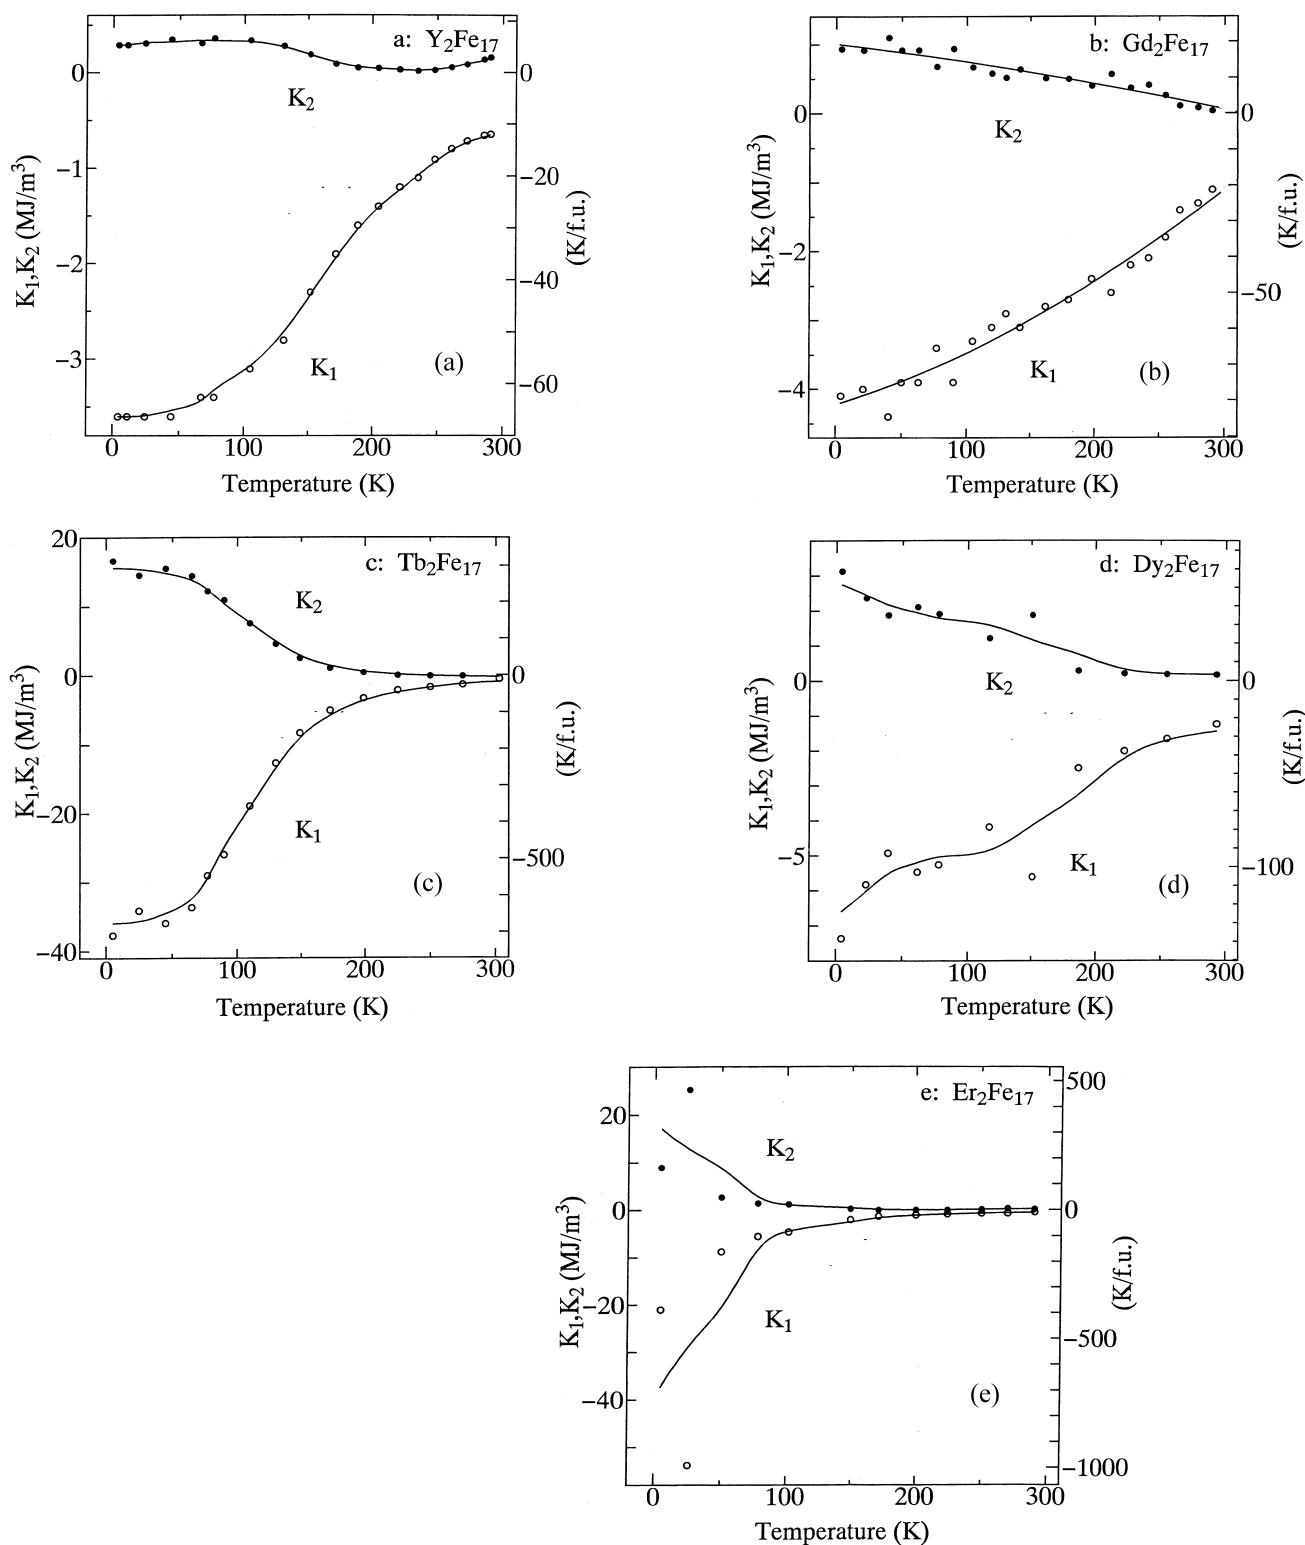 a: Y2Fe17
0
−1
−2
−3
0
−20
−40
−60
K2
K1
(a)
K1,K2 (MJ/m3)
(K/f.u.)
0 100 200 300
Temperature (K)
b: Gd2Fe17
0
−2
−4
0
−50
K2
K1
(b)
K1,K2 (MJ/m3)
(K/f.u.)
0 100 200 300
Temperature (K)
c: Tb2Fe17
20
10
0
−20
−40
0
−500
K2
K1
(c)
K1,K2 (MJ/m3)
(K/f.u.)
0 100 200 300
Temperature (K)
d: Dy2Fe17
0
−5
0
−100
K2
K1
(d)
K1,K2 (MJ/m3)
(K/f.u.)
0 100 200 300
Temperature (K)
e: Er2Fe17
20
0
−20
−40
500
0
−500
−1000
K2
K1
(e)
K1,K2 (MJ/m3)
(K/f.u.)
0 100 200 300
Temperature (K)